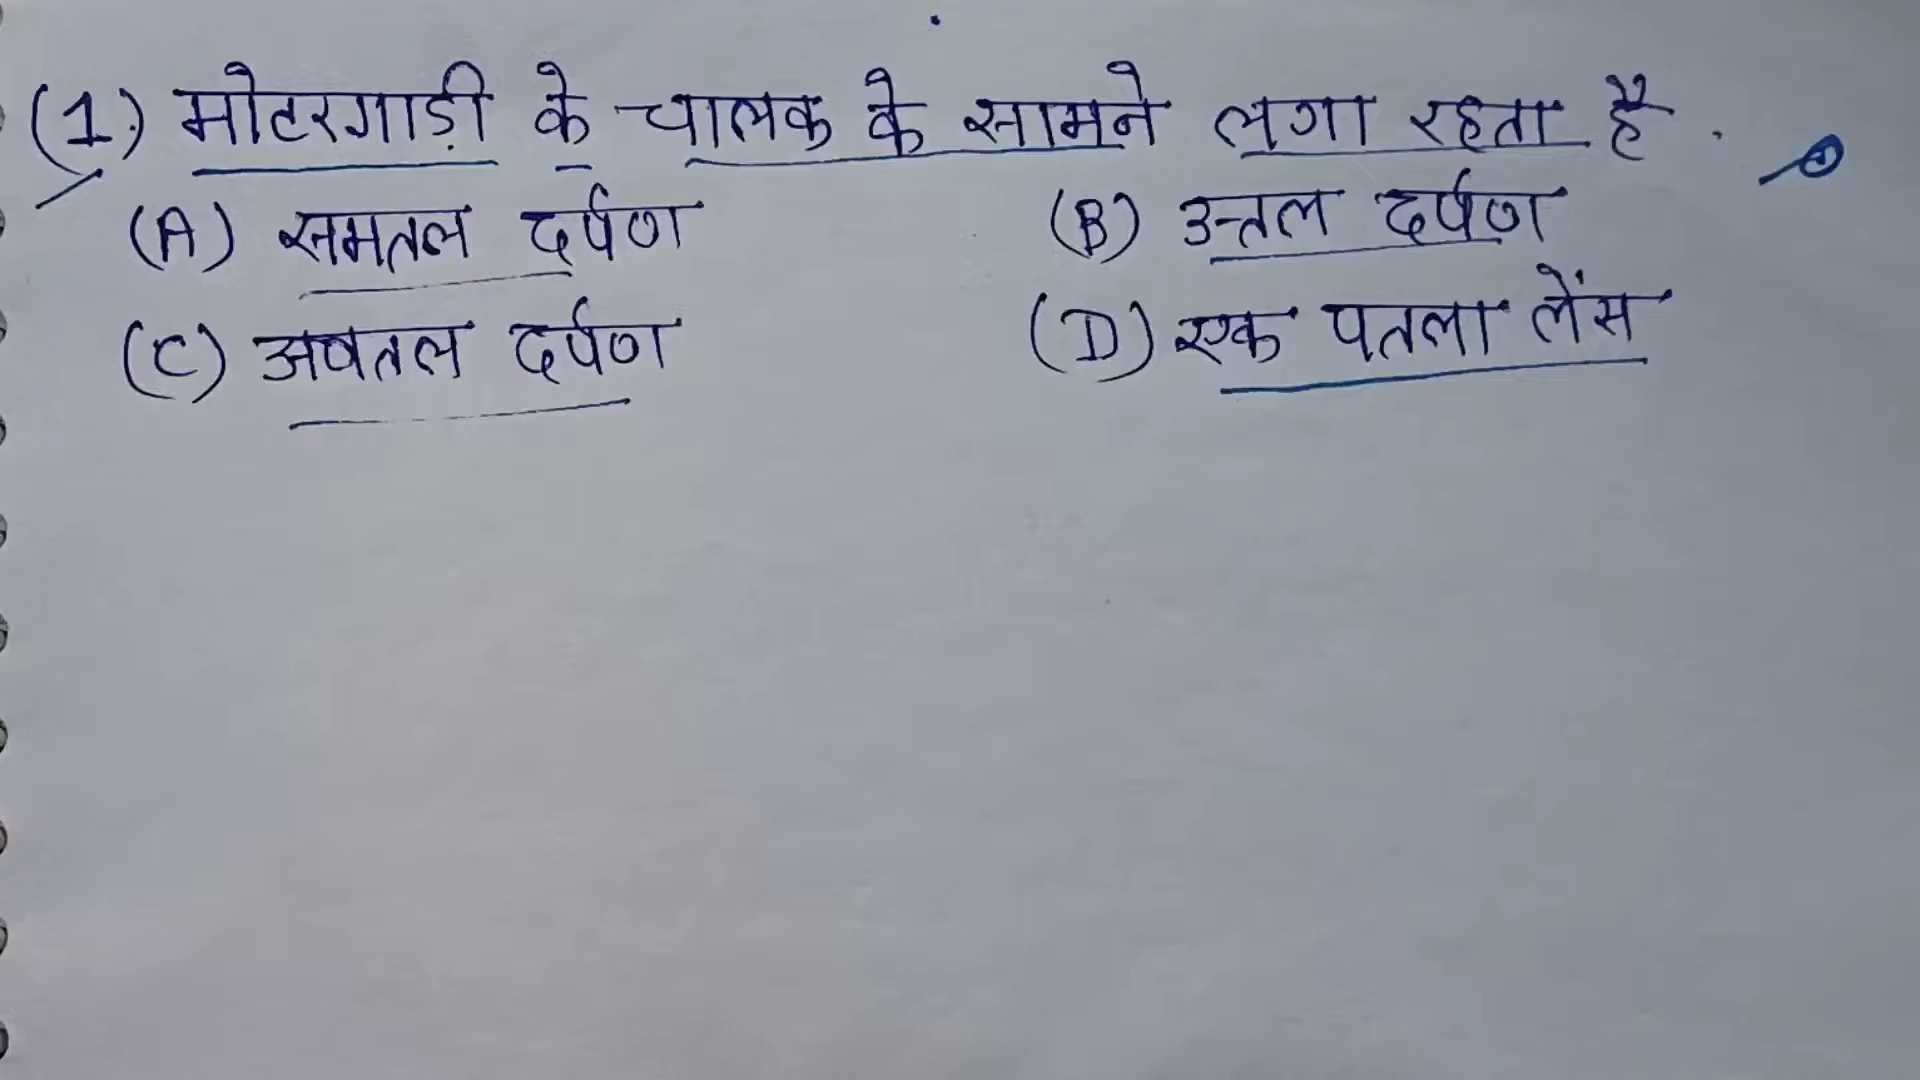 (1.) मोटरगाड़ी के चालक के सामने लगा रहता है .
(A) समतल दर्पण (B) उत्तल दर्पण
(C) अवतल दर्पण (D) एक पतला लेंस